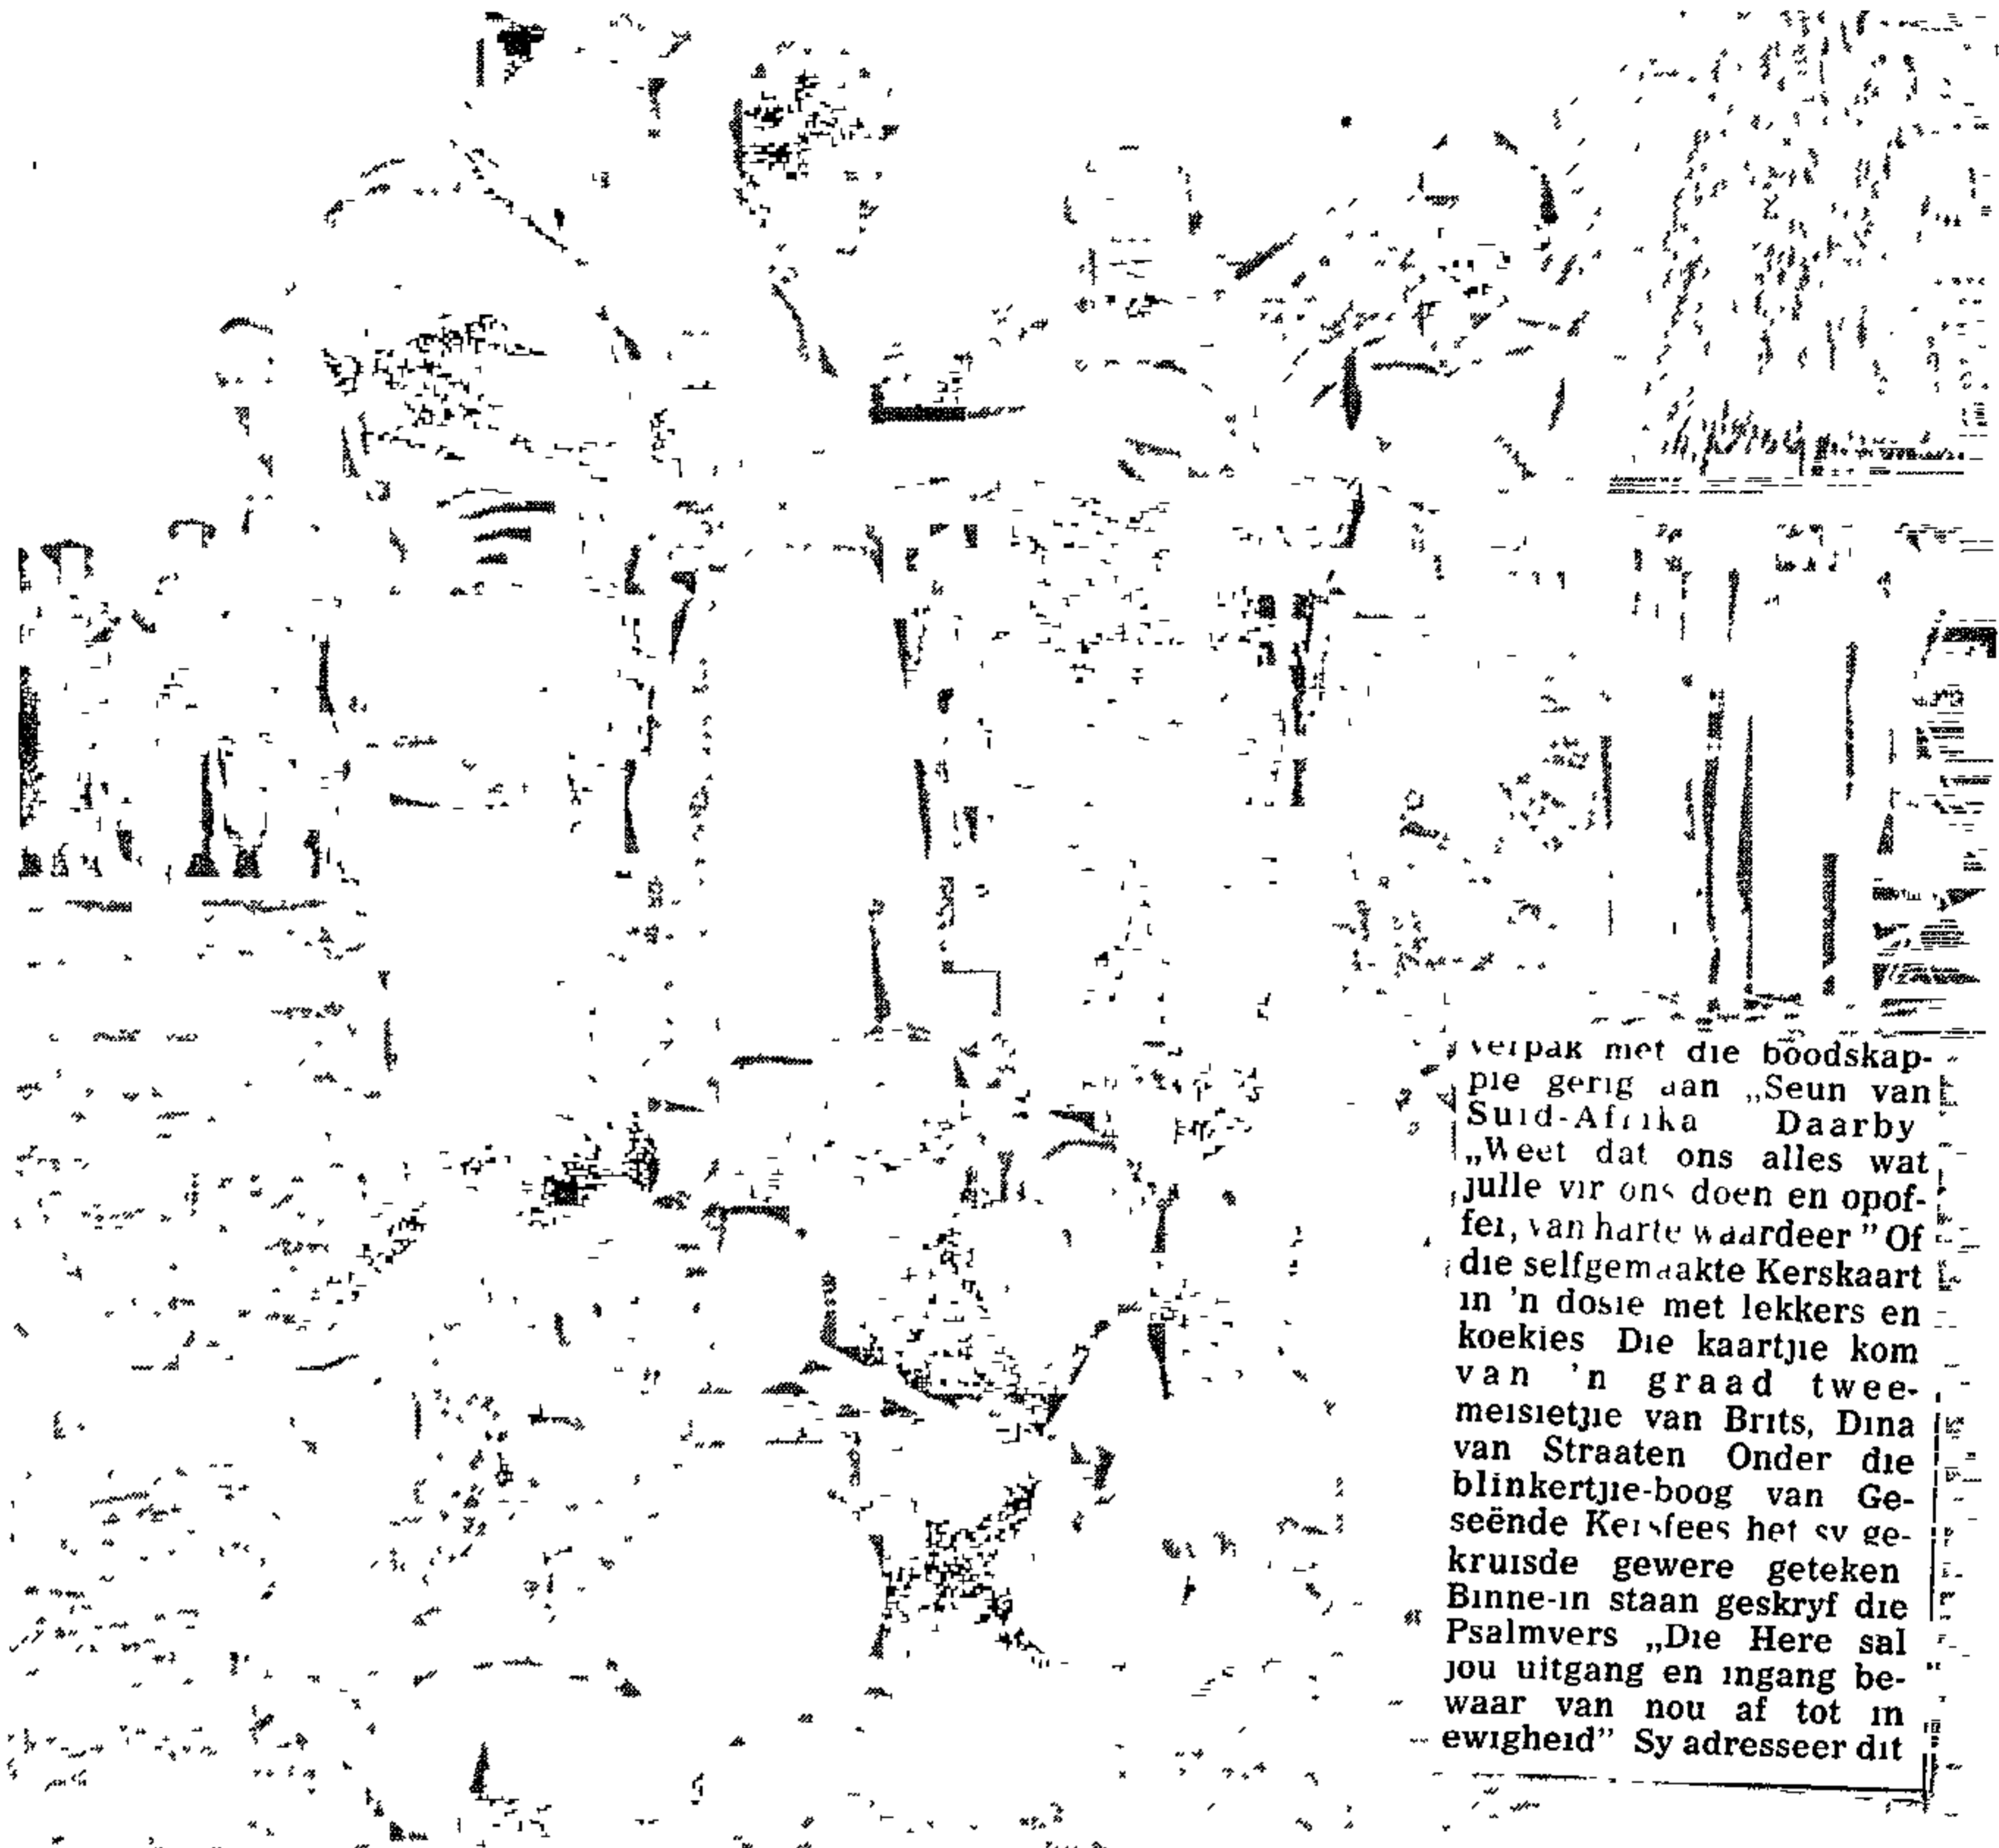 verpak met die boodskap-
pie gerig aan „Seun van
Suid-Afrika Daarby
„Weet dat ons alles wat
julle vir ons doen en opof-
fer, van harte waardeer ” Of
die selfgemaakte Kerskaart
in 'n dosie met lekkers en
koekies Die kaartjie kom
van 'n graad twee-
meisietjie van Brits, Dina
van Straaten Onder die
blinkertjie-boog van Ge-
seënde Kersfees het sy ge-
kruisde gewere geteken
Binne-in staan geskryf die
Psalmvers „Die Here sal
jou uitgang en ingang be-
waar van nou af tot in
ewigheid” Sy adresseer dit